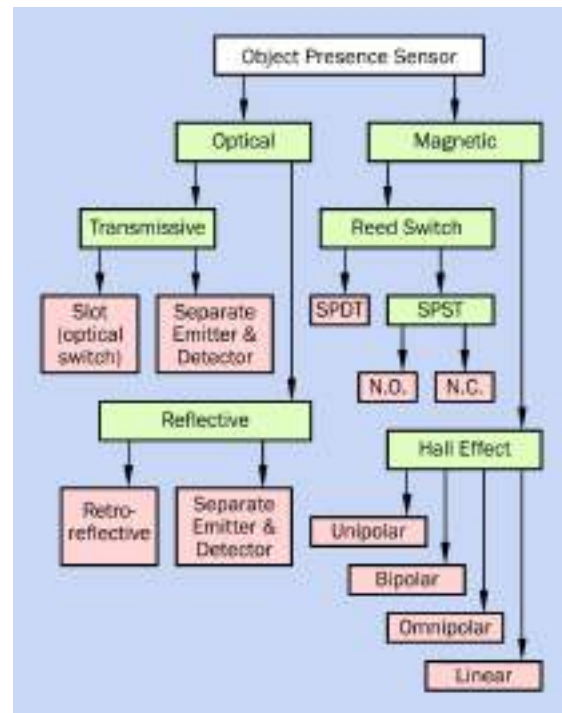 Object Presence Sensor
Optical
Magnetic
Transmissive
Reed Switch
Slot
(optical
switch)
Separate
Emitter &
Detector
SPDT
SPST
N.O.
N.C.
Reflective
Hall Effect
Retro-
reflective
Separate
Emitter &
Detector
Unipolar
Bipolar
Omnipolar
Linear